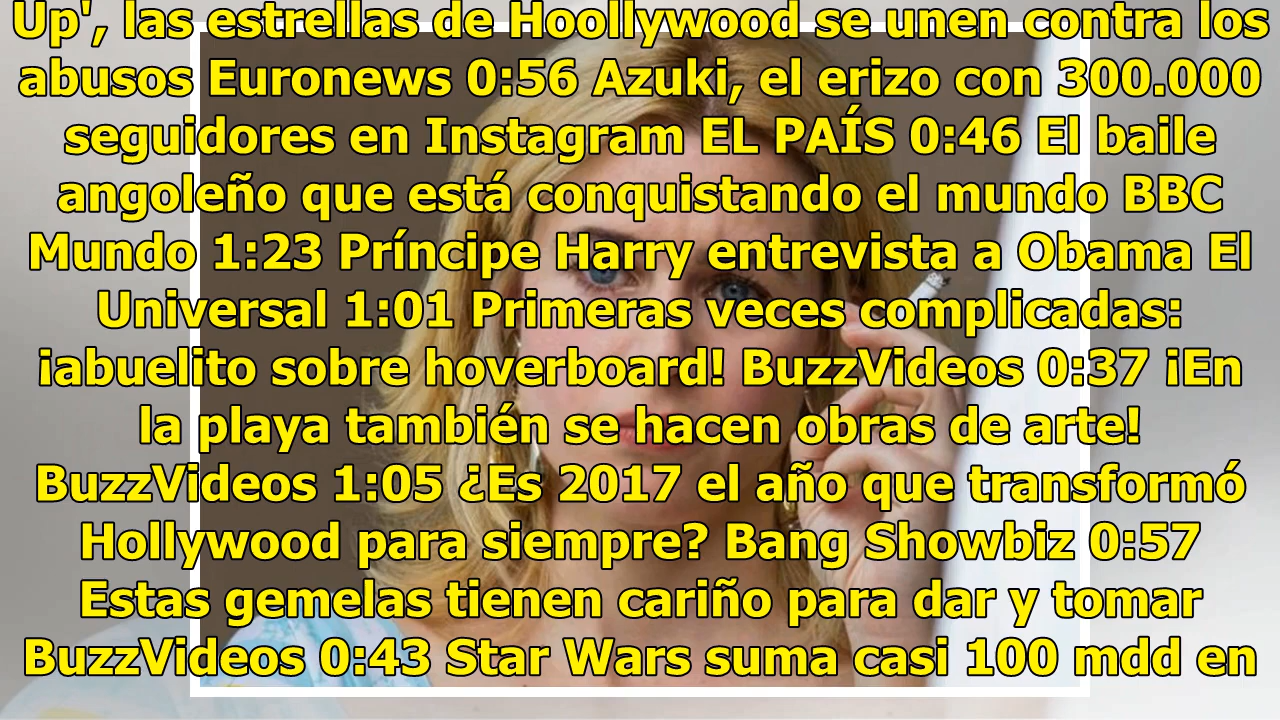 Up', las estrellas de Hoollywood se unen contra los
abusos Euronews 0:56 Azuki, el erizo con 300.000
seguidores en Instagram EL PAÍS 0:46 El baile
angoleño que está conquistando el mundo BBC
Mundo 1:23 Príncipe Harry entrevista a Obama El
Universal 1:01 Primeras veces complicadas:
¡abuelito sobre hoverboard! BuzzVideos 0:37 ¡En
la playa también se hacen obras de arte!
BuzzVideos 1:05 ¿Es 2017 el año que transformó
Hollywood para siempre? Bang Showbiz 0:57
Estas gemelas tienen cariño para dar y tomar
BuzzVideos 0:43 Star Wars suma casi 100 mdd en